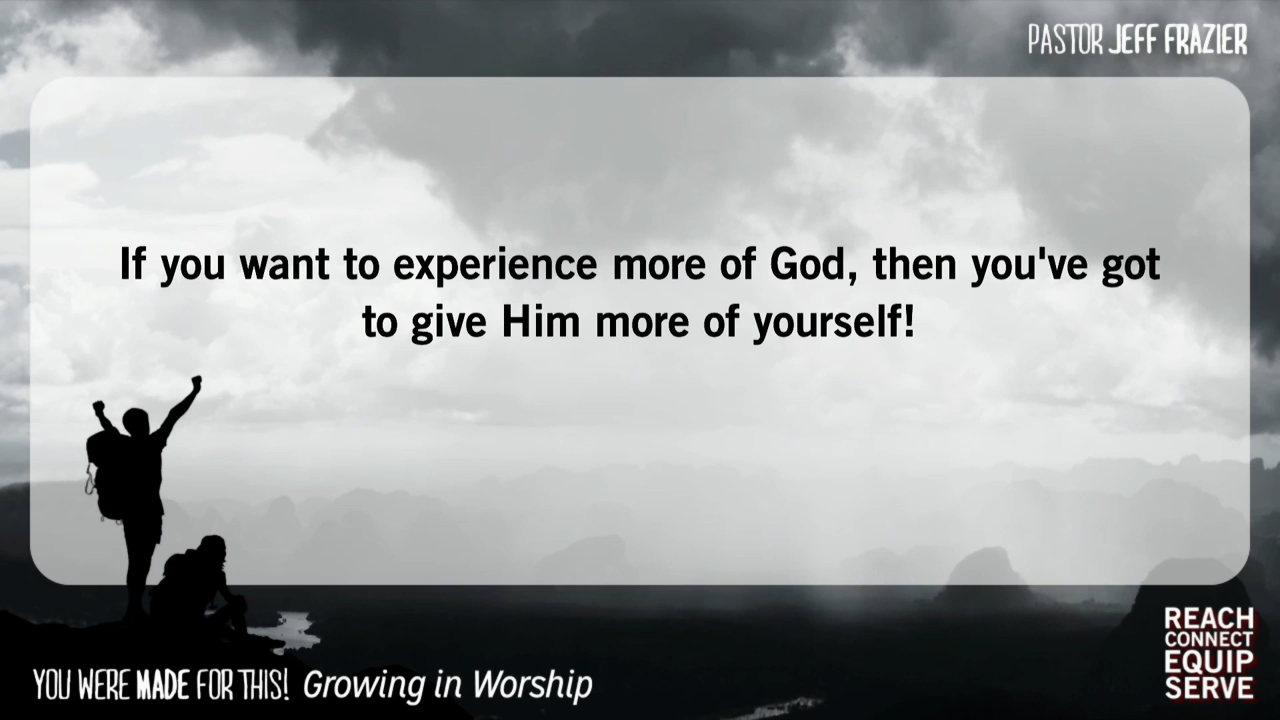 PASTOR JEFF FRAZIER
If you want to experience more of God, then you've got
to give Him more of yourself!
YOU WERE MADE FOR THIS! Growing in Worship
REACH
CONNECT
EQUIP
SERVE